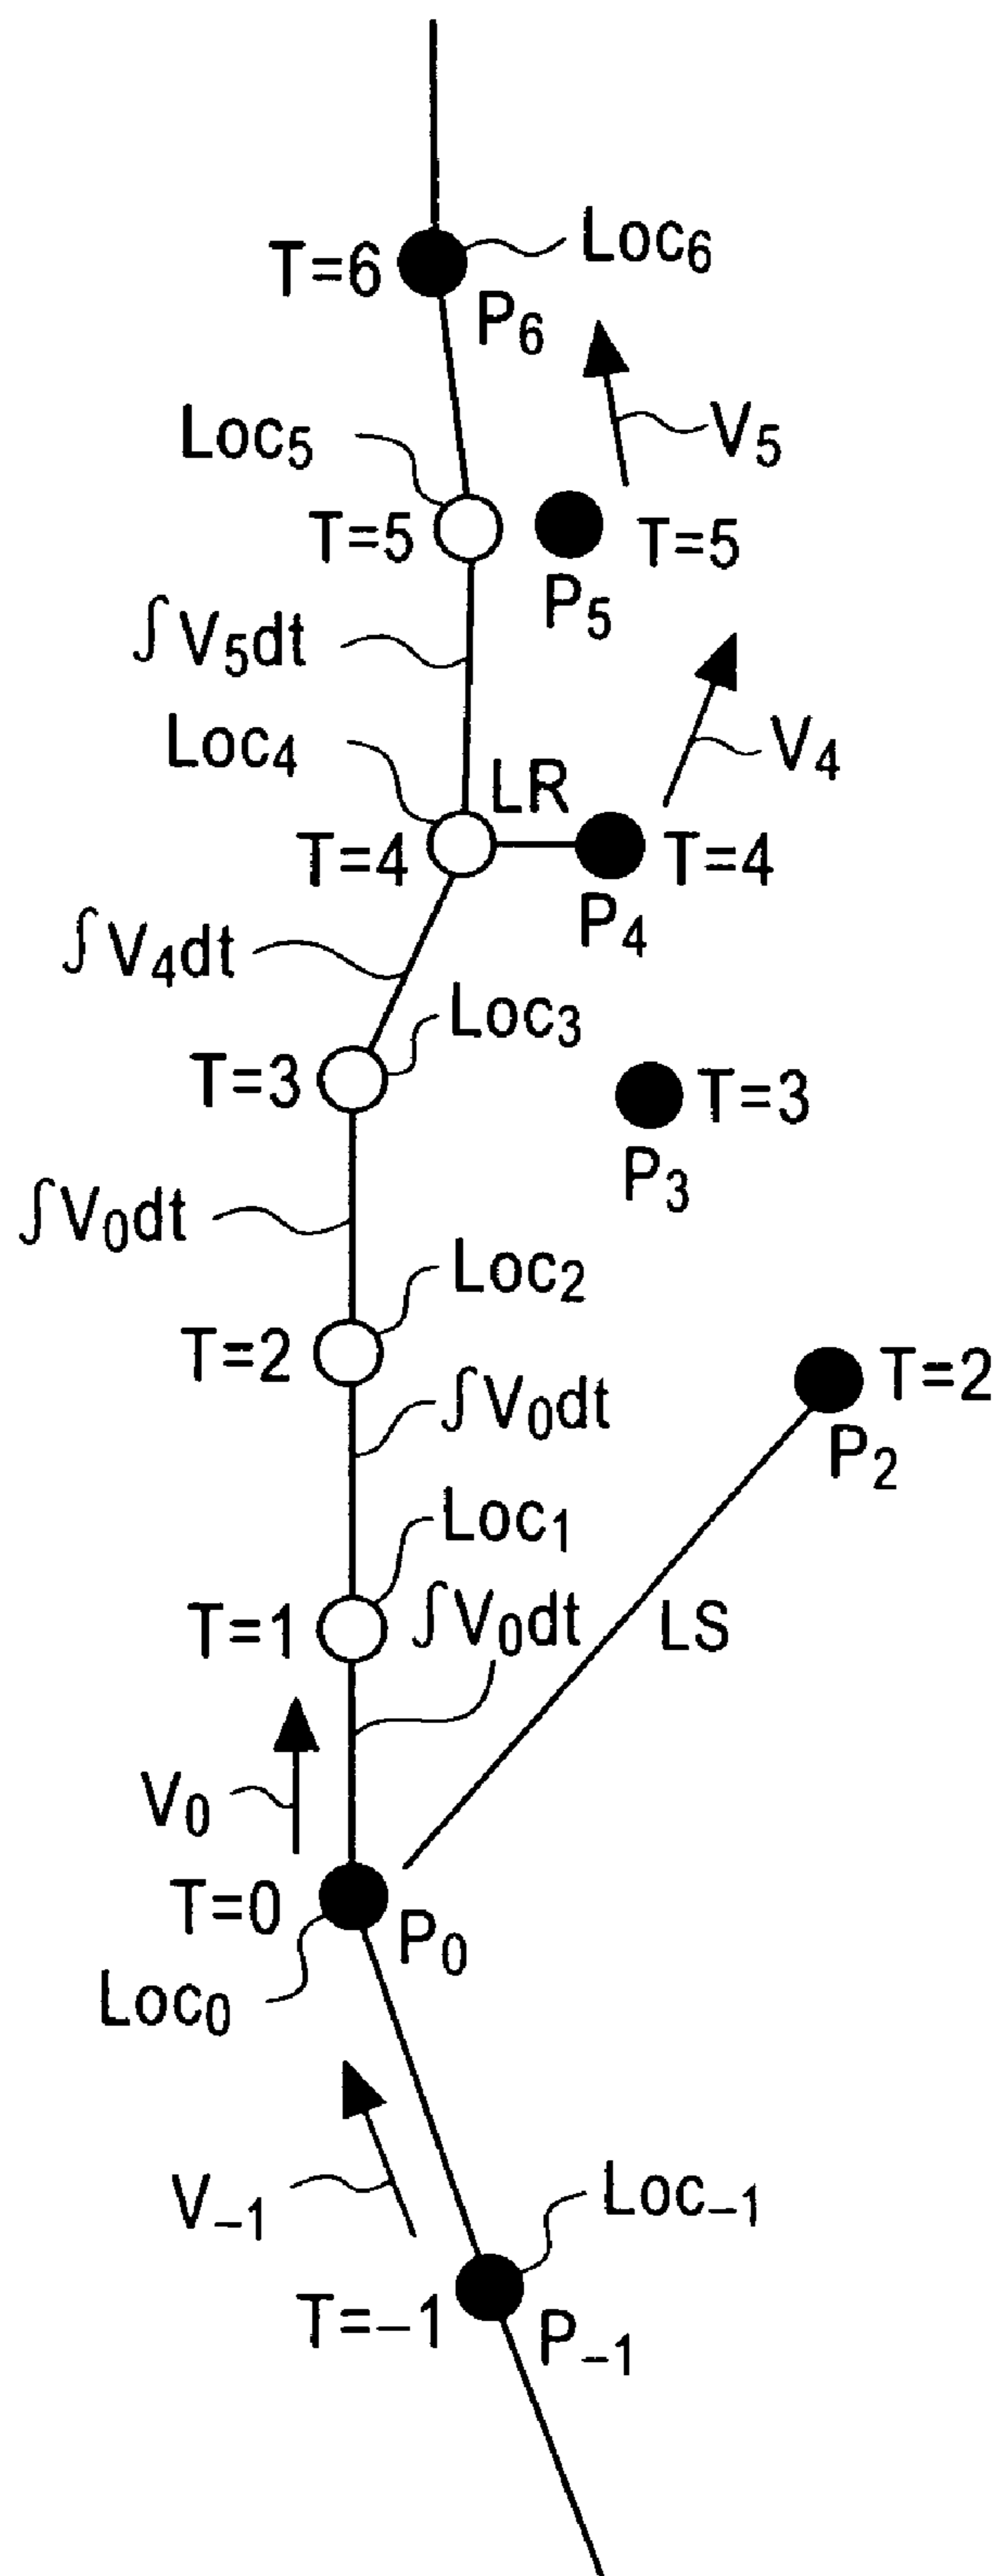 Loc₆
T=6
P₆
V₅
Loc₅
T=5
T=5
P₅
∫V₅dt
Loc₄
V₄
LR
T=4
T=4
P₄
∫V₄dt
Loc₃
T=3
T=3
P₃
∫V₀dt
Loc₂
T=2
T=2
∫V₀dt
P₂
Loc₁
T=1
∫V₀dt
LS
V₀
T=0
P₀
Loc₀
V₋₁
Loc₋₁
T=–1
P₋₁